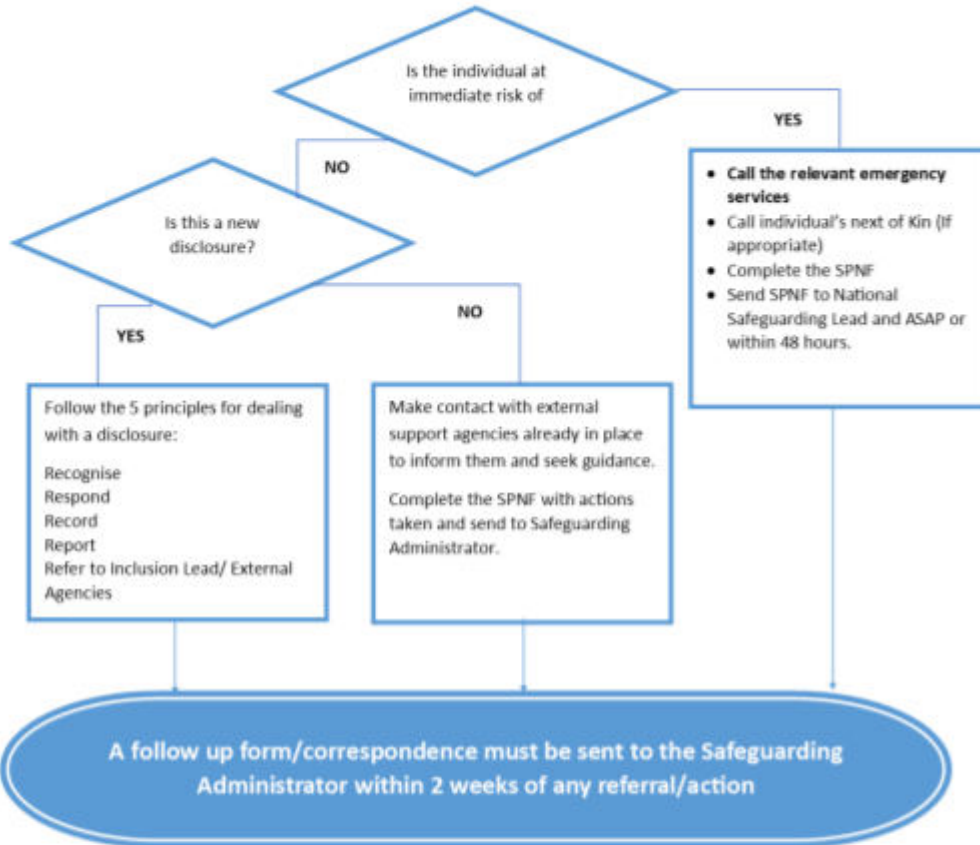 Is the individual at
immediate risk of
YES
NO
• Call the relevant emergency
services
• Call individual's next of Kin (If
appropriate)
• Complete the SPNF
• Send SPNF to National
Safeguarding Lead and ASAP or
within 48 hours.
Is this a new
disclosure?
YES
NO
Follow the 5 principles for dealing
with a disclosure:
Recognise
Respond
Record
Report
Refer to Inclusion Lead/ External
Agencies
Make contact with external
support agencies already in place
to inform them and seek guidance.
Complete the SPNF with actions
taken and send to Safeguarding
Administrator.
A follow up form/correspondence must be sent to the Safeguarding
Administrator within 2 weeks of any referral/action